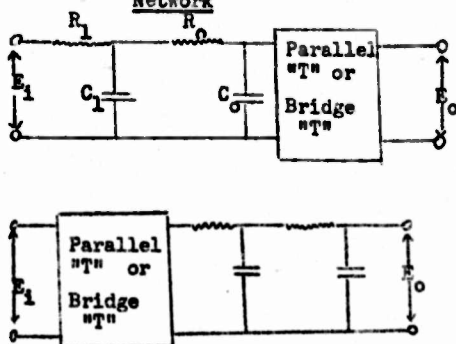 Network
R₁ R₀
Parallel
"T" or
Bridge
"T"
E₁ C₁ C₀ E₀
Parallel
"T" or
Bridge
"T"
E₁ E₀